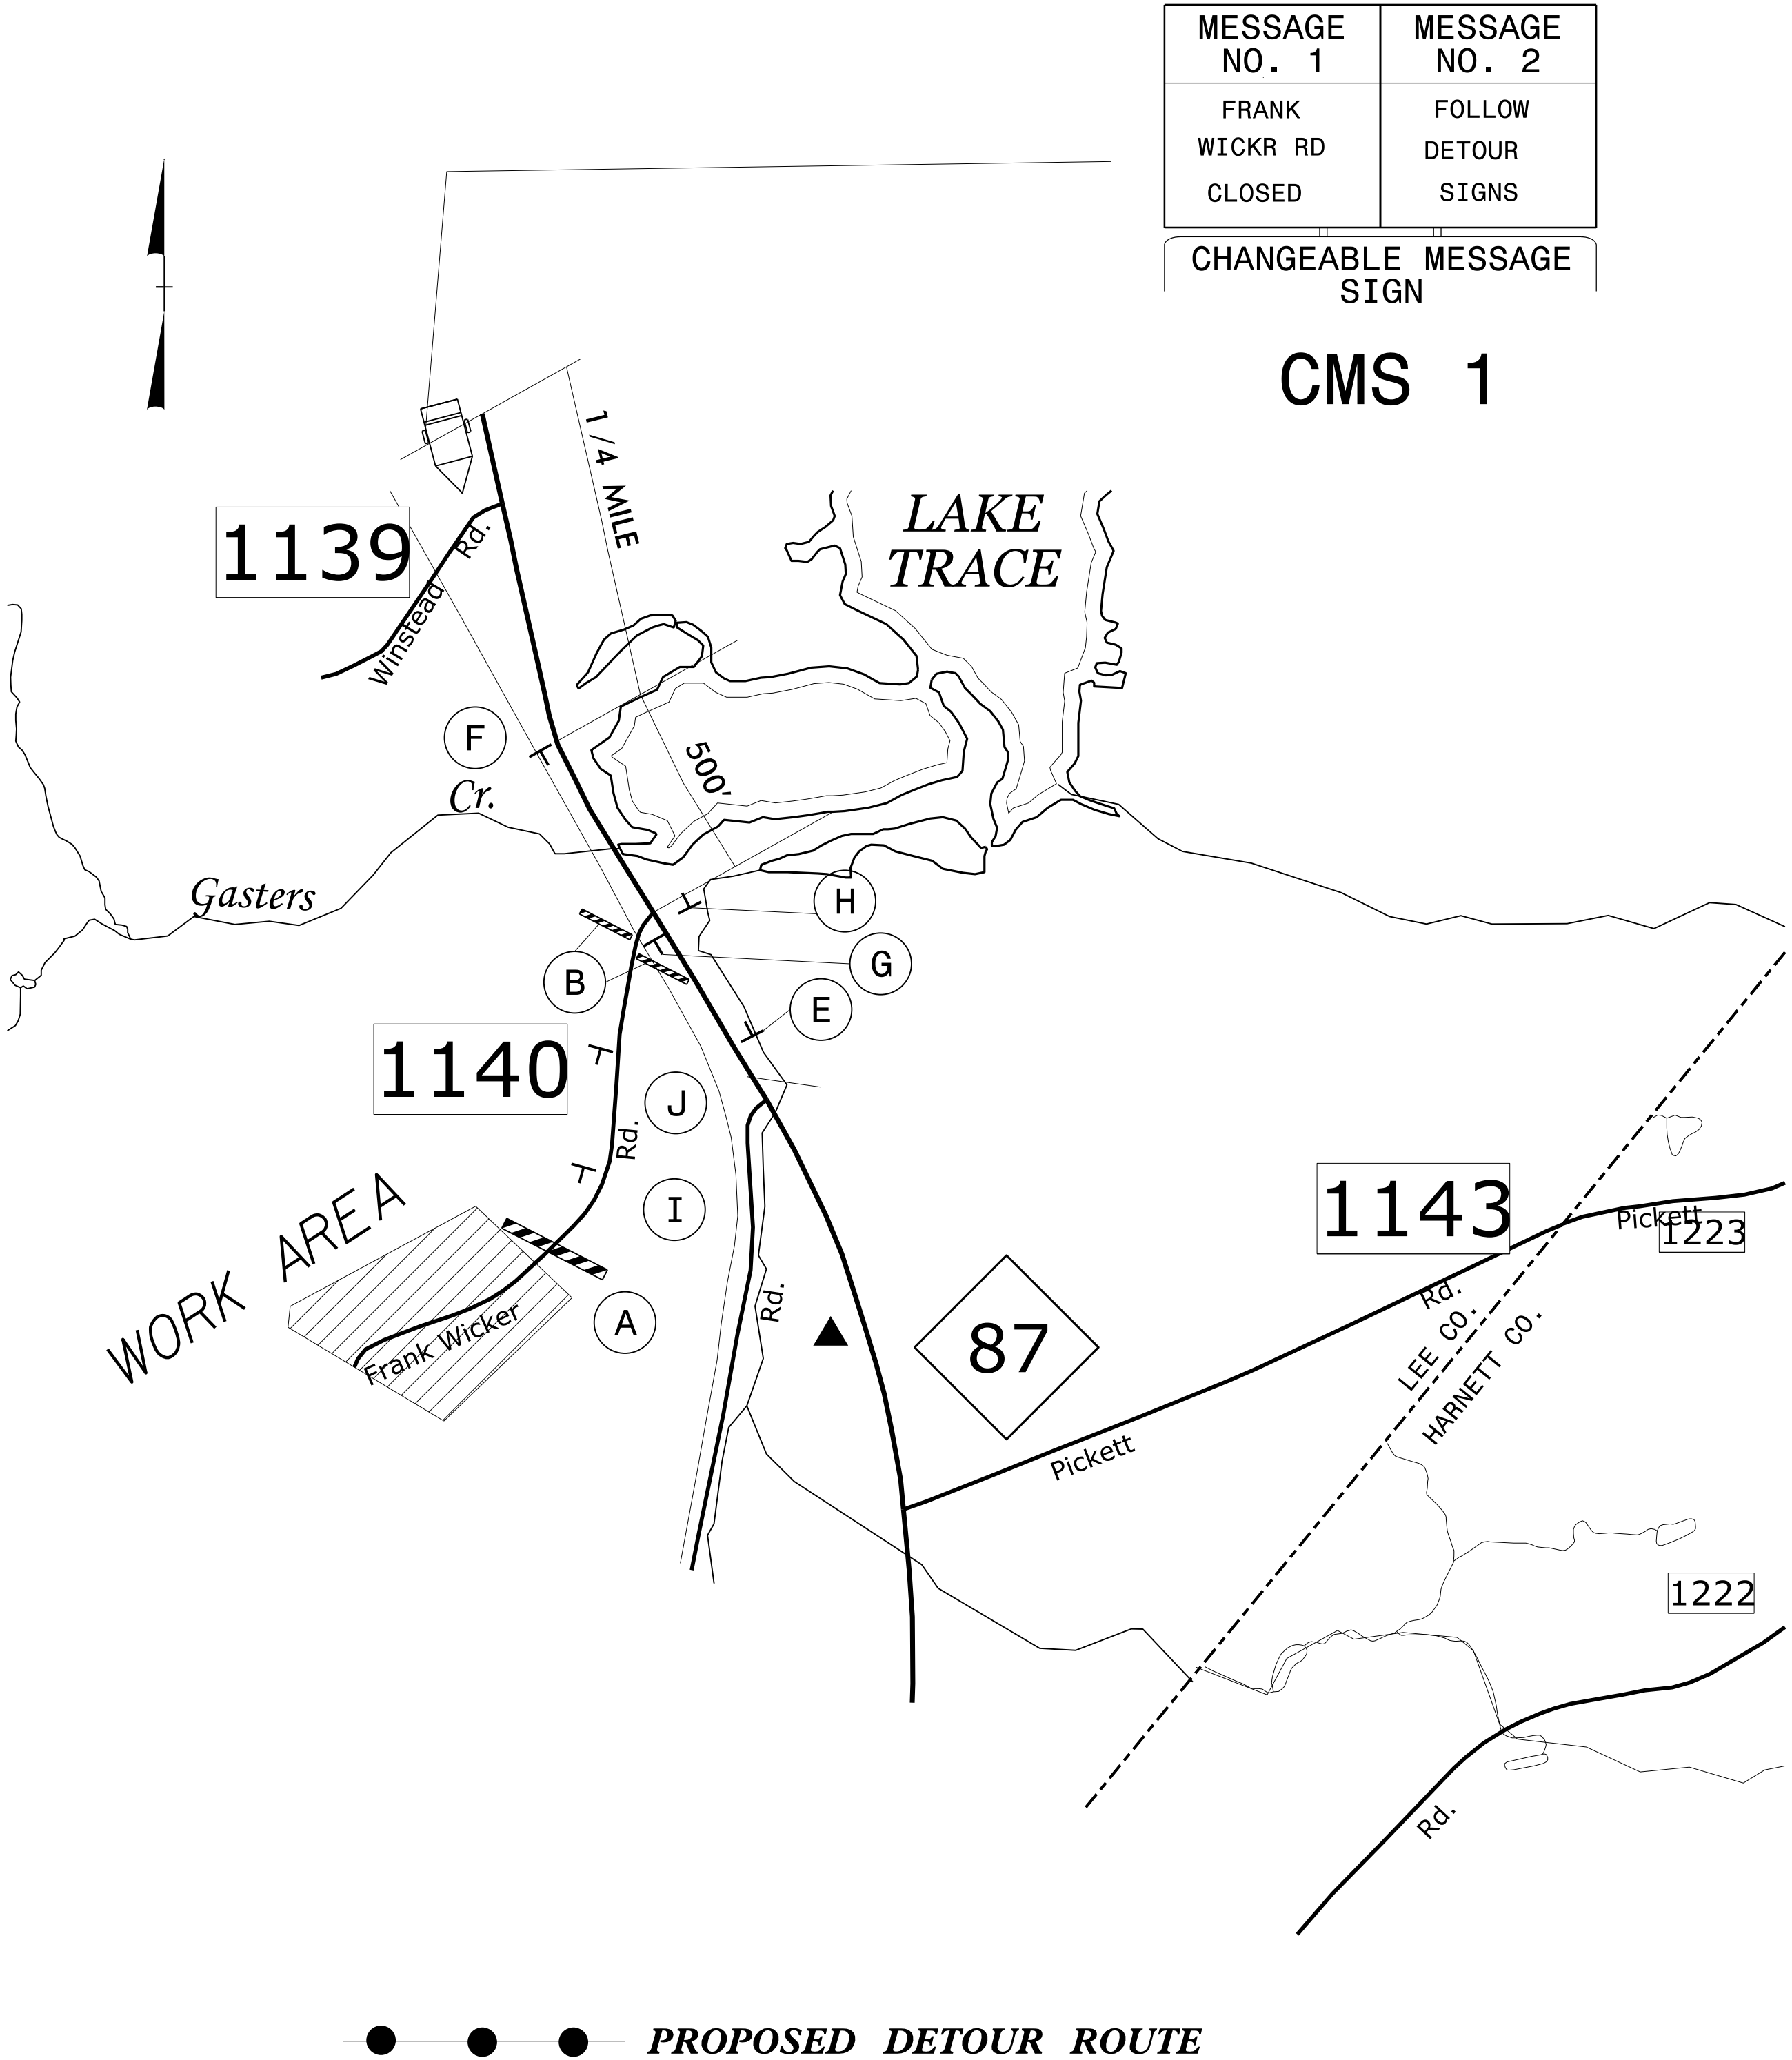 MESSAGE
NO. 1
MESSAGE
NO. 2
FRANK
WICKR RD
CLOSED
FOLLOW
DETOUR
SIGNS
CHANGEABLE MESSAGE
SIGN
CMS 1
1/4 MILE
LAKE
TRACE
1139
Winstead Rd.
F
500'
Cr.
Gasters
H
G
B
E
1140
J
Rd.
I
WORK AREA
A
Frank Wicker
Rd.
87
1143
Pickett
1223
Rd.
LEE CO.
HARNETT CO.
Pickett
1222
Rd.
PROPOSED DETOUR ROUTE